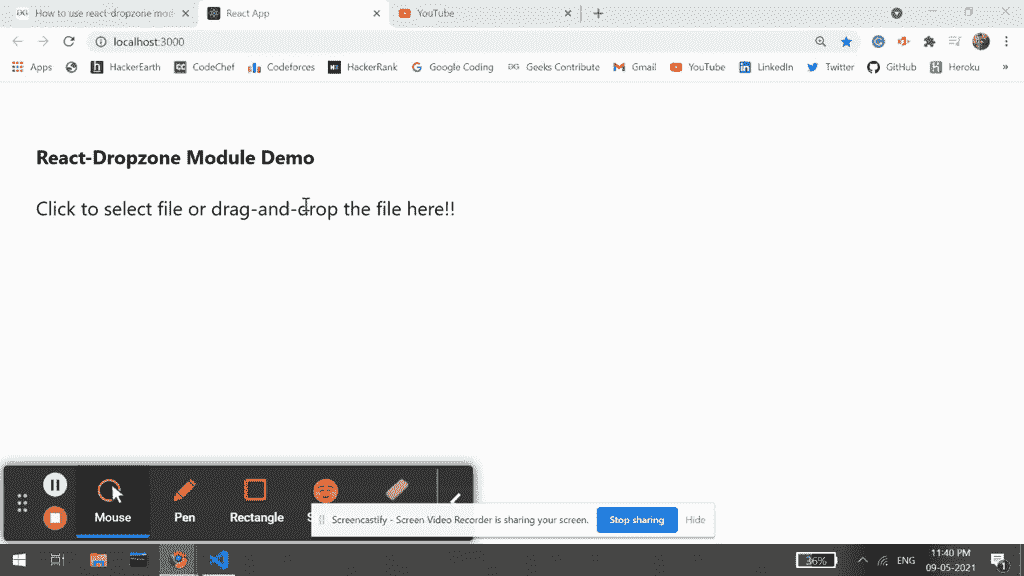 How to use react-dropzone mod
React App
YouTube
localhost:3000
Apps
HackerEarth
CodeChef
Codeforces
HackerRank
Google Coding
Geeks Contribute
Gmail
YouTube
LinkedIn
Twitter
GitHub
Heroku
»
React-Dropzone Module Demo
Click to select file or drag-and-drop the file here!!
Mouse
Pen
Rectangle
Screencastify - Screen Video Recorder is sharing your screen.
Stop sharing
Hide
36%
ENG
11:40 PM
09-05-2021
1